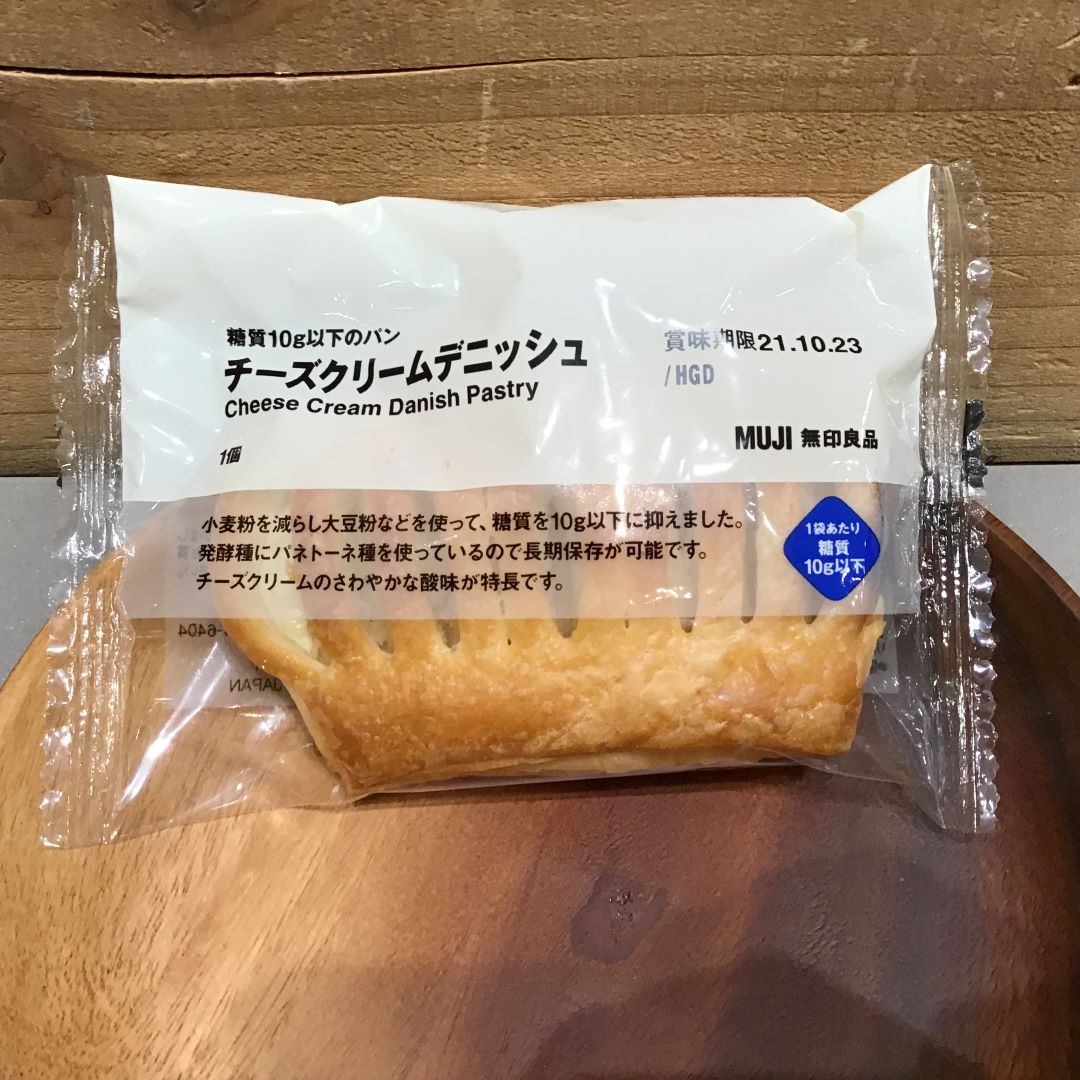 糖質10g以下のパン
チーズクリームデニッシュ
Cheese Cream Danish Pastry
1個
賞味期限21.10.23
/HGD
MUJI 無印良品
小麦粉を減らし大豆粉などを使って、糖質を10g以下に抑えました。
発酵種にパネトーネ種を使っているので長期保存が可能です。
チーズクリームのさわやかな酸味が特長です。
1袋あたり
糖質
10g以下
-6404
JAPAN